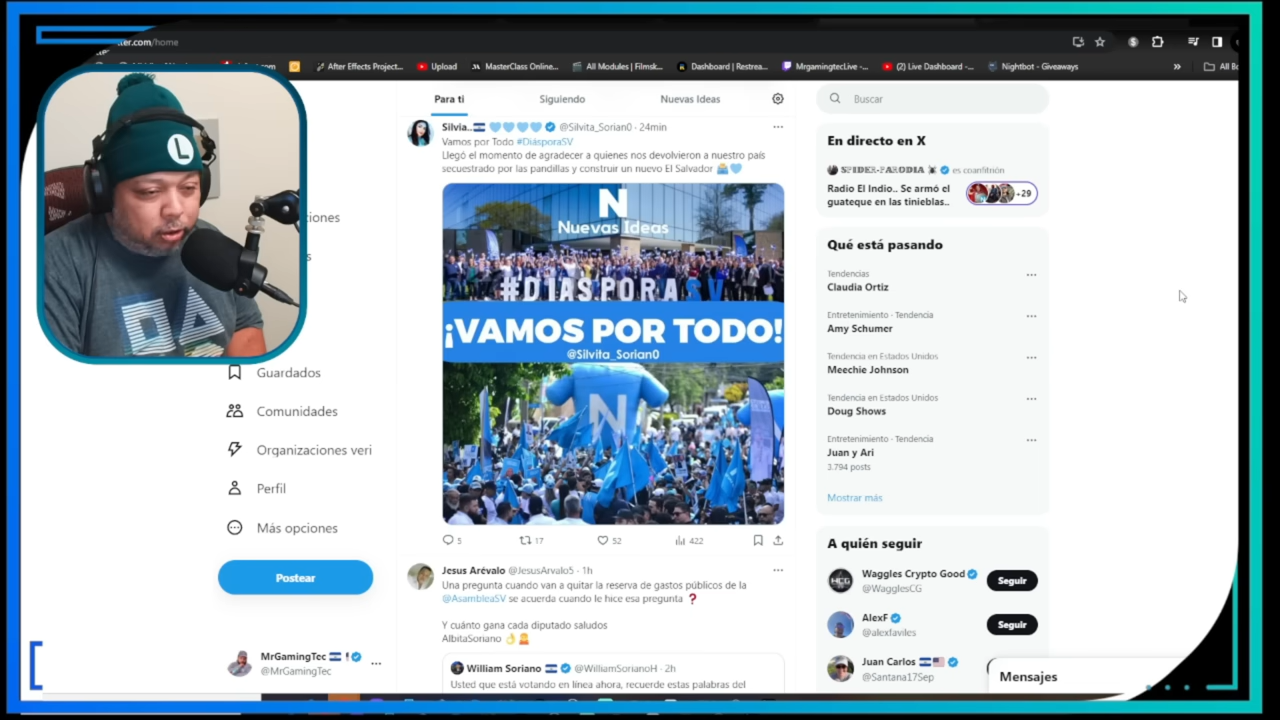 ter.com/home
After Effects Project...
Upload
MasterClass Online...
All Modules | Filmsk...
Dashboard | Restrea...
MrgamingtecLive -...
(2) Live Dashboard -...
Nightbot - Giveaways
»
All Bo
L
Para ti
Siguiendo
Nuevas Ideas
Silvia.. @Silvita_Sorian0 · 24min
Vamos por Todo #DiásporaSV
Llegó el momento de agradecer a quienes nos devolvieron a nuestro país
secuestrado por las pandillas y construir un nuevo El Salvador
N
Nuevas Ideas
#DIASPORASV
¡VAMOS POR TODO!
@Silvita_Sorian0
N
5
17
52
422
Jesus Arévalo @JesusArvalo5 · 1h
Una pregunta cuando van a quitar la reserva de gastos públicos de la
@AsambleaSV se acuerda cuando le hice esa pregunta ❓
Y cuánto gana cada diputado saludos
AlbitaSoriano
William Soriano @WilliamSorianoH · 2h
Usted que está votando en línea ahora, recuerde estas palabras del
iones
s
Guardados
Comunidades
Organizaciones veri
Perfil
Más opciones
Postear
MrGamingTec
@MrGamingTec
Buscar
En directo en X
SPIDER-PARODIA es coanfitrión
Radio El Indio.. Se armó el
guateque en las tinieblas..
+29
Qué está pasando
Tendencias
Claudia Ortiz
Entretenimiento · Tendencia
Amy Schumer
Tendencia en Estados Unidos
Meechie Johnson
Tendencia en Estados Unidos
Doug Shows
Entretenimiento · Tendencia
Juan y Ari
3.794 posts
Mostrar más
A quién seguir
Waggles Crypto Good
@WagglesCG
Seguir
AlexF
@alexfaviles
Seguir
Juan Carlos
@Santana17Sep
Mensajes